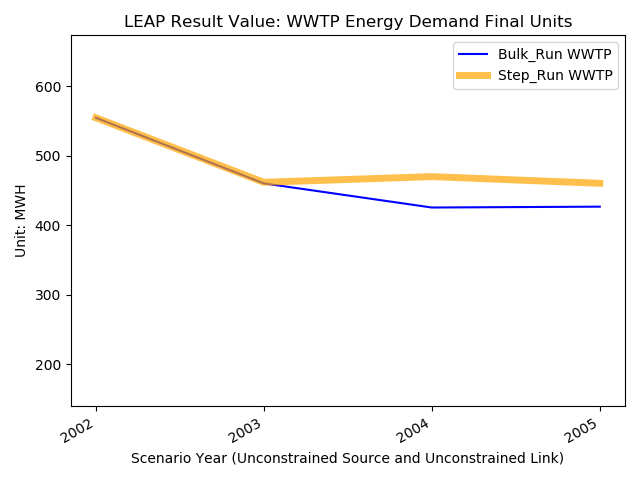 LEAP Result Value: WWTP Energy Demand Final Units
Bulk_Run WWTP
Step_Run WWTP
Unit: MWH
600
500
400
300
200
2002
2003
2004
2005
Scenario Year (Unconstrained Source and Unconstrained Link)